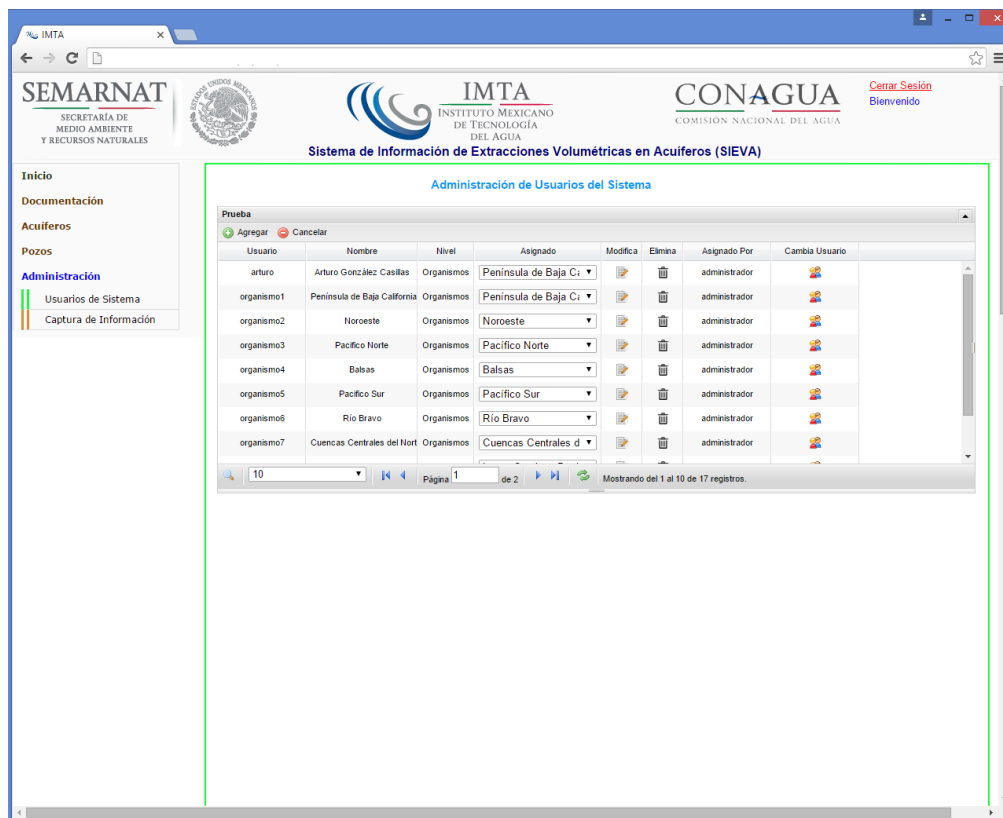 IMTA
SEMARNAT
SECRETARÍA DE
MEDIO AMBIENTE
Y RECURSOS NATURALES
ESTADOS UNIDOS MEXICANOS
IMTA
INSTITUTO MEXICANO
DE TECNOLOGÍA
DEL AGUA
CONAGUA
COMISIÓN NACIONAL DEL AGUA
Cerrar Sesión
Bienvenido
Sistema de Información de Extracciones Volumétricas en Acuíferos (SIEVA)
Inicio
Documentación
Acuíferos
Pozos
Administración
Usuarios de Sistema
Captura de Información
Administración de Usuarios del Sistema
Prueba
Agregar Cancelar
Usuario Nombre Nivel Asignado Modifica Elimina Asignado Por Cambia Usuario
arturo Arturo González Casillas Organismos Península de Baja Ca administrador
organismo1 Península de Baja California Organismos Península de Baja Ca administrador
organismo2 Noroeste Organismos Noroeste administrador
organismo3 Pacifico Norte Organismos Pacífico Norte administrador
organismo4 Balsas Organismos Balsas administrador
organismo5 Pacifico Sur Organismos Pacífico Sur administrador
organismo6 Río Bravo Organismos Río Bravo administrador
organismo7 Cuencas Centrales del Nort Organismos Cuencas Centrales d administrador
10 Página 1 de 2 Mostrando del 1 al 10 de 17 registros.